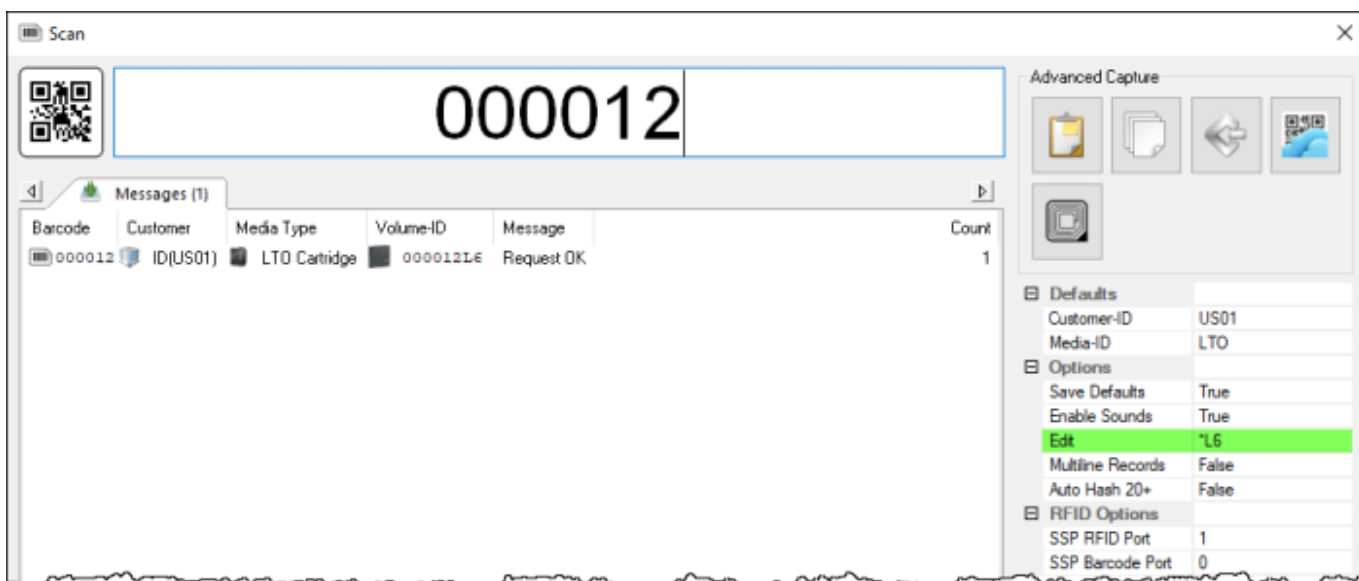 Scan
000012
Advanced Capture
Messages (1)
Barcode Customer Media Type Volume-ID Message Count
000012 ID(US01) LTO Cartridge 000012L6 Request OK 1
Defaults
Customer-ID US01
Media-ID LTO
Options
Save Defaults True
Enable Sounds True
Edit *L6
Multiline Records False
Auto Hash 20+ False
RFID Options
SSP RFID Port 1
SSP Barcode Port 0